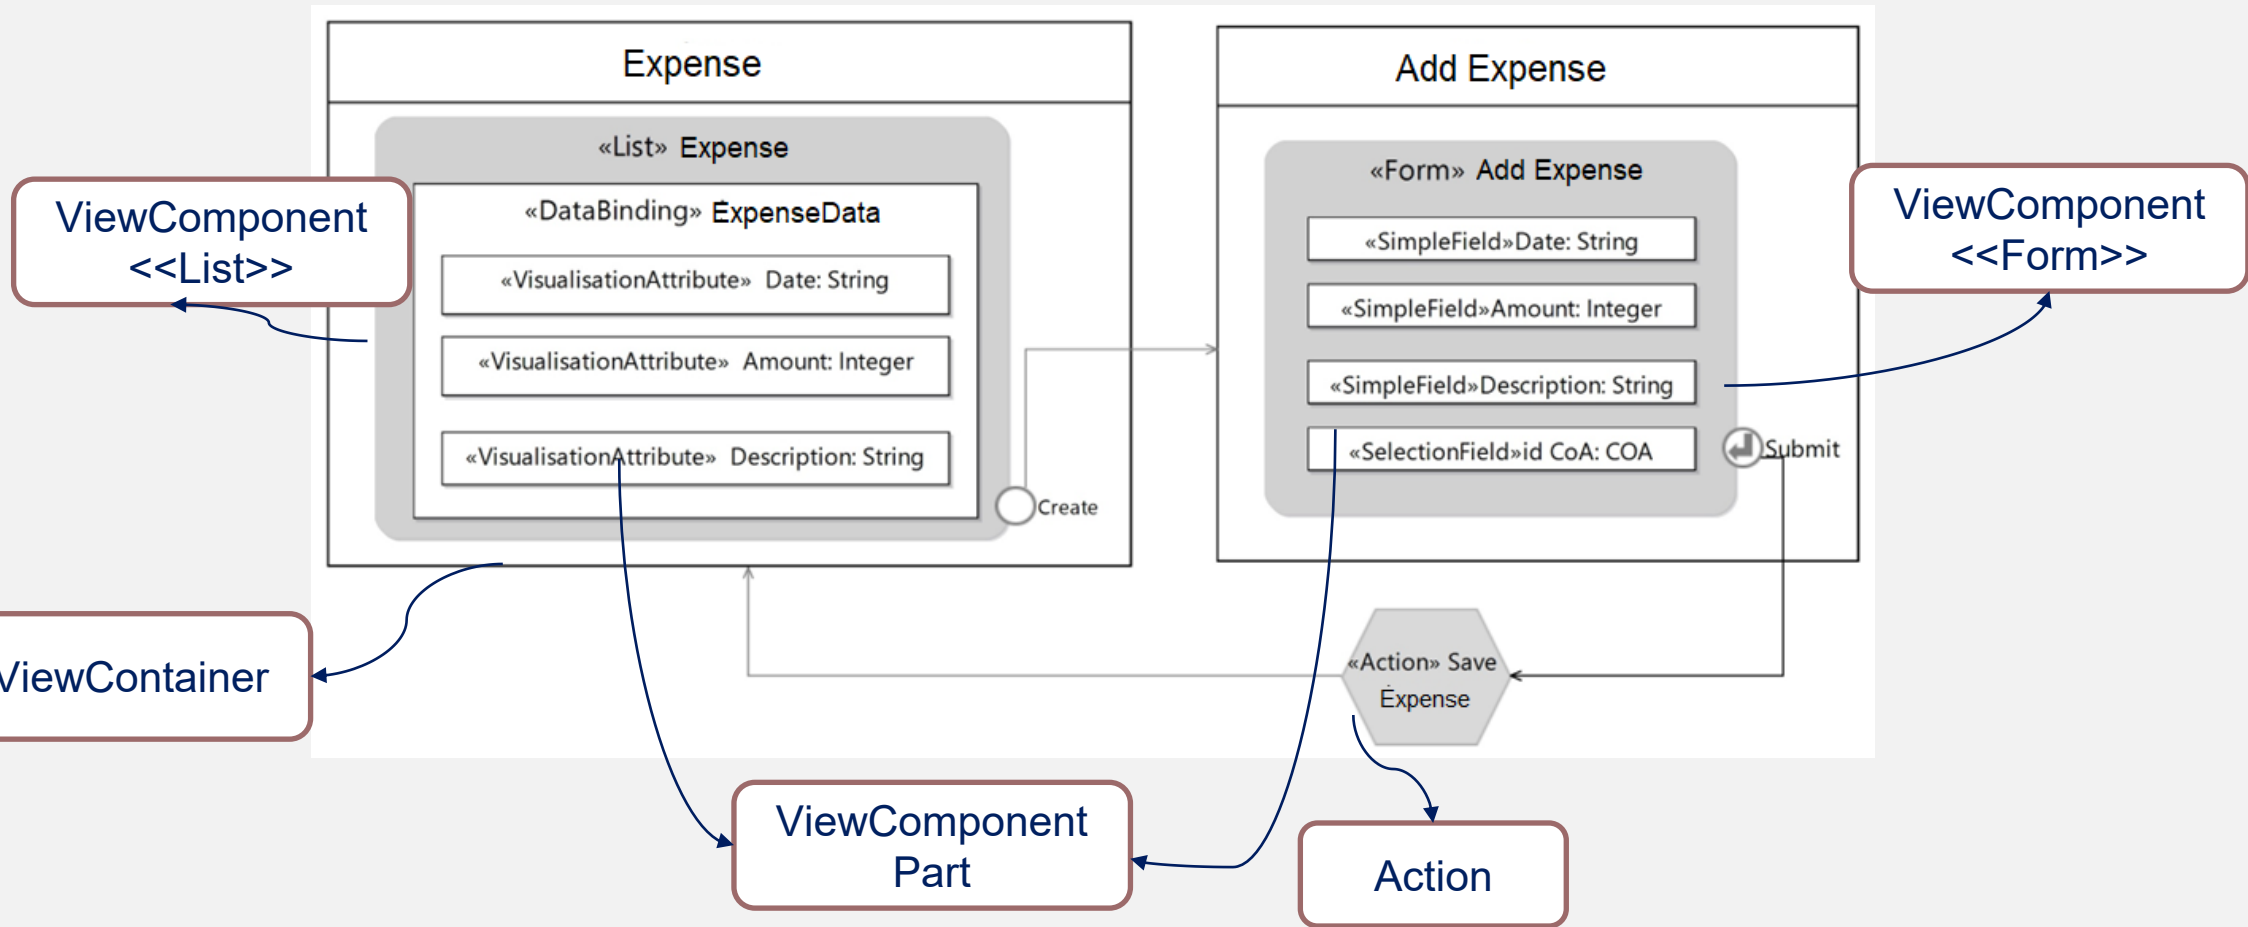 Expense
«List» Expense
«DataBinding» ExpenseData
«VisualisationAttribute» Date: String
«VisualisationAttribute» Amount: Integer
«VisualisationAttribute» Description: String
Create
Add Expense
«Form» Add Expense
«SimpleField»Date: String
«SimpleField»Amount: Integer
«SimpleField»Description: String
«SelectionField»id CoA: COA
Submit
«Action» Save
Expense
ViewComponent
<<List>>
ViewComponent
<<Form>>
ViewContainer
ViewComponent
Part
Action